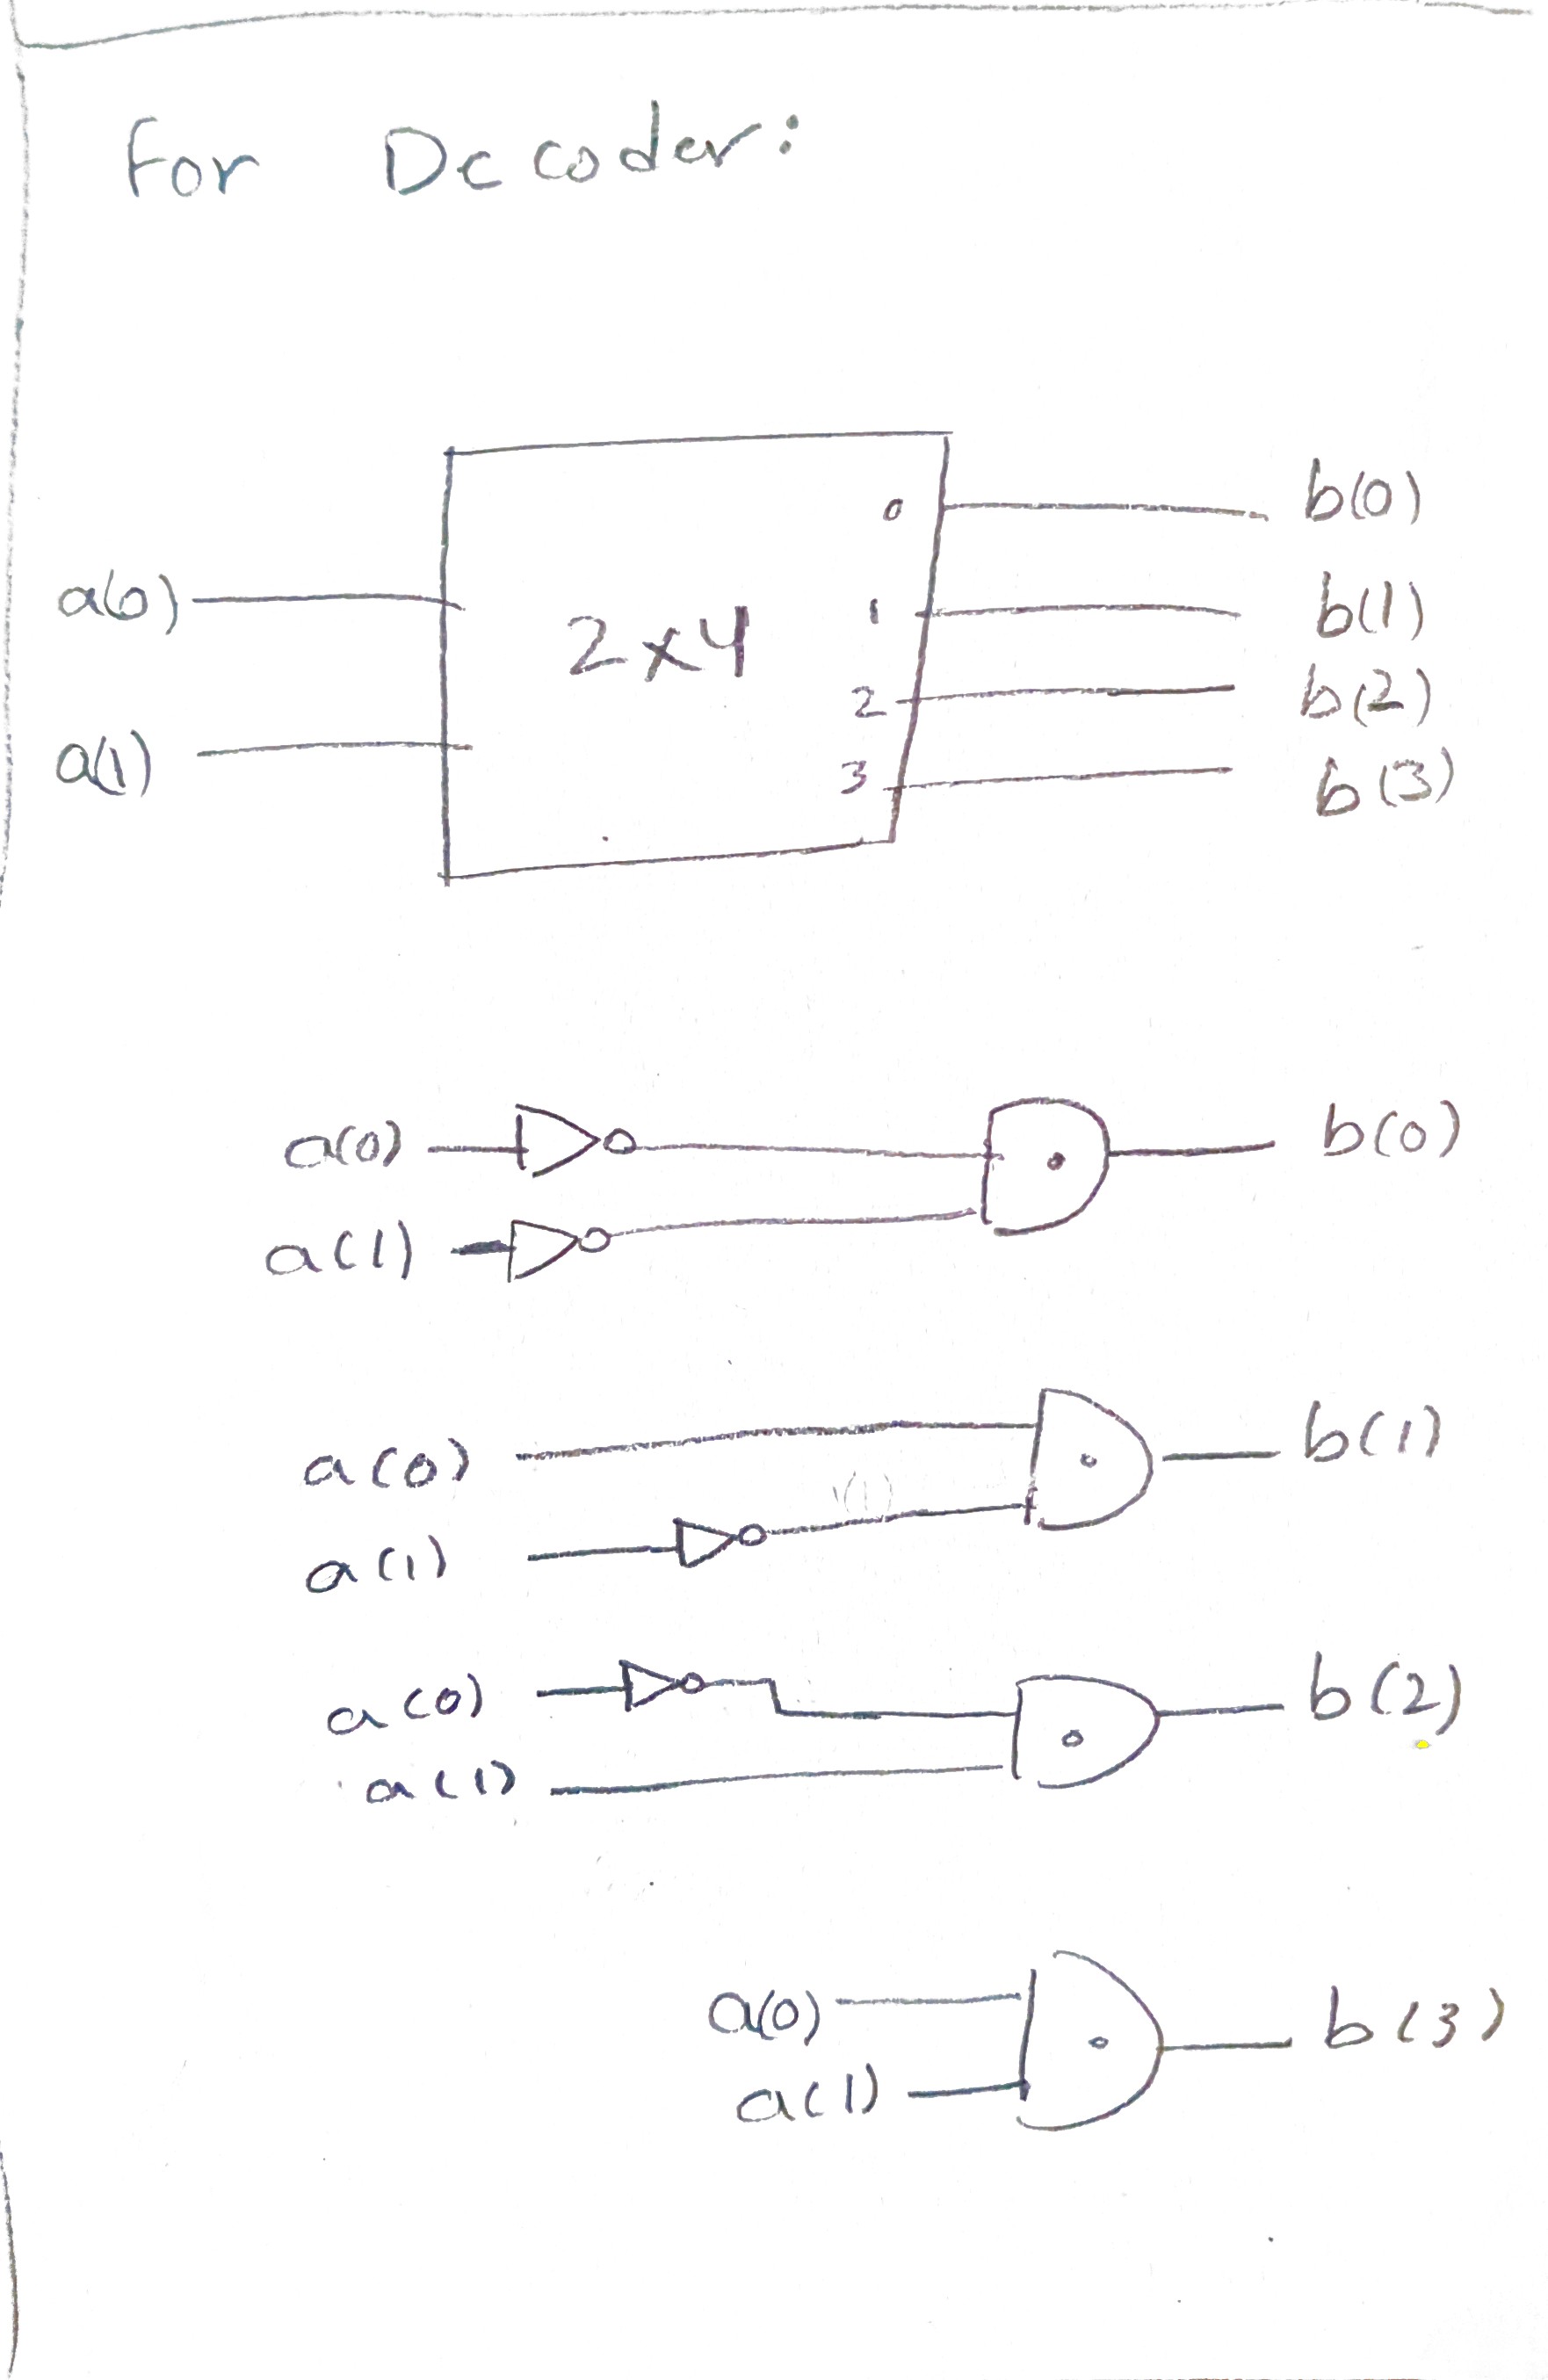 For Decoder:
0 b(0)
a(0) 2x4 1 b(1)
2 b(2)
a(1) 3 b(3)
a(0) b(0)
a(1)
a(0) b(1)
a(1)
a(0) b(2)
a(1)
a(0) b(3)
a(1)